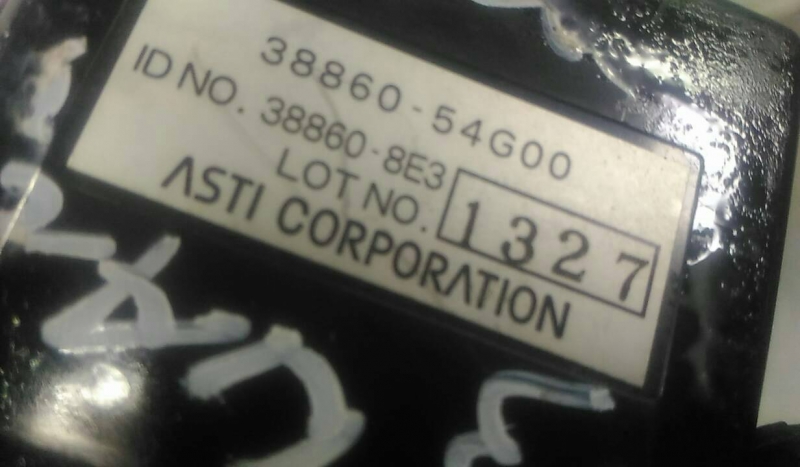 38860-54G00
ID NO. 38860-8E3
LOT NO. 1327
ASTI CORPORATION